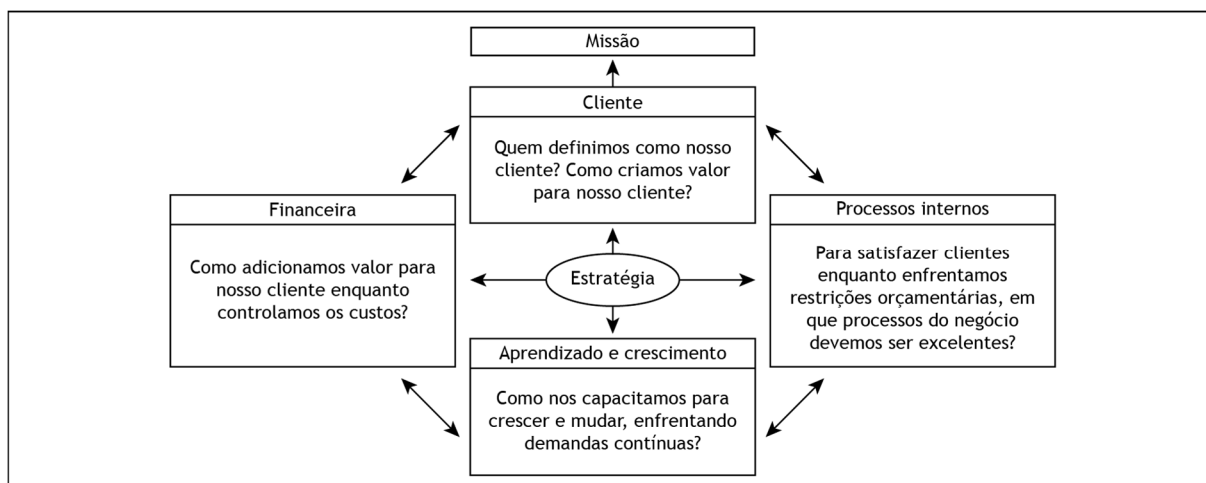 Missão
Cliente
Quem definimos como nosso
cliente? Como criamos valor
para nosso cliente?
Financeira
Como adicionamos valor para
nosso cliente enquanto
controlamos os custos?
Estratégia
Processos internos
Para satisfazer clientes
enquanto enfrentamos
restrições orçamentárias, em
que processos do negócio
devemos ser excelentes?
Aprendizado e crescimento
Como nos capacitamos para
crescer e mudar, enfrentando
demandas contínuas?